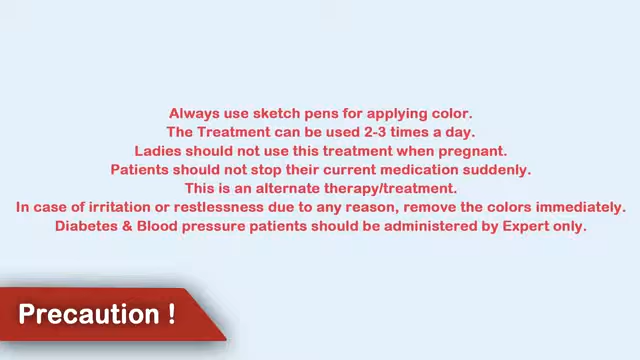 Always use sketch pens for applying color.
The Treatment can be used 2-3 times a day.
Ladies should not use this treatment when pregnant.
Patients should not stop their current medication suddenly.
This is an alternate therapy/treatment.
In case of irritation or restlessness due to any reason, remove the colors immediately.
Diabetes & Blood pressure patients should be administered by Expert only.
Precaution !